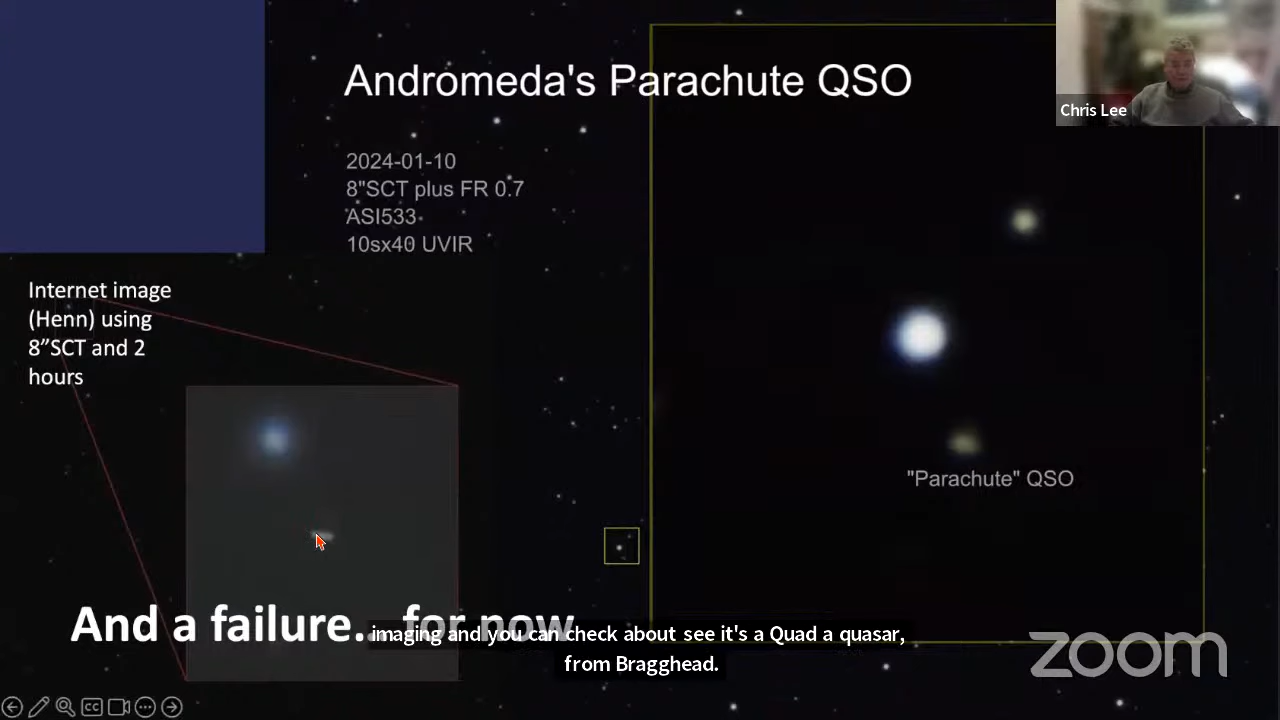 Andromeda's Parachute QSO
Chris Lee
2024-01-10
8"SCT plus FR 0.7
ASI533
10sx40 UVIR
Internet image
(Henn) using
8”SCT and 2
hours
"Parachute" QSO
And a failure… for now
imaging and you can check about see it's a Quad a quasar,
from Bragghead.
zoom
CC